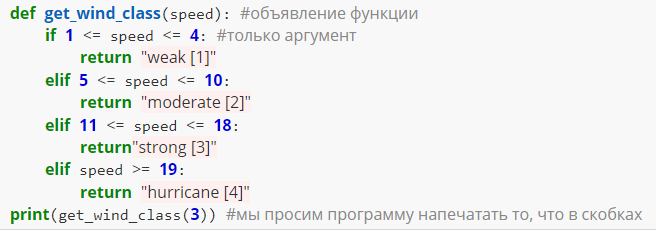 def get_wind_class(speed): #объявление функции
    if 1 <= speed <= 4: #только аргумент
        return "weak [1]"
    elif 5 <= speed <= 10:
        return "moderate [2]"
    elif 11 <= speed <= 18:
        return"strong [3]"
    elif speed >= 19:
        return "hurricane [4]"
print(get_wind_class(3)) #мы просим программу напечатать то, что в скобках